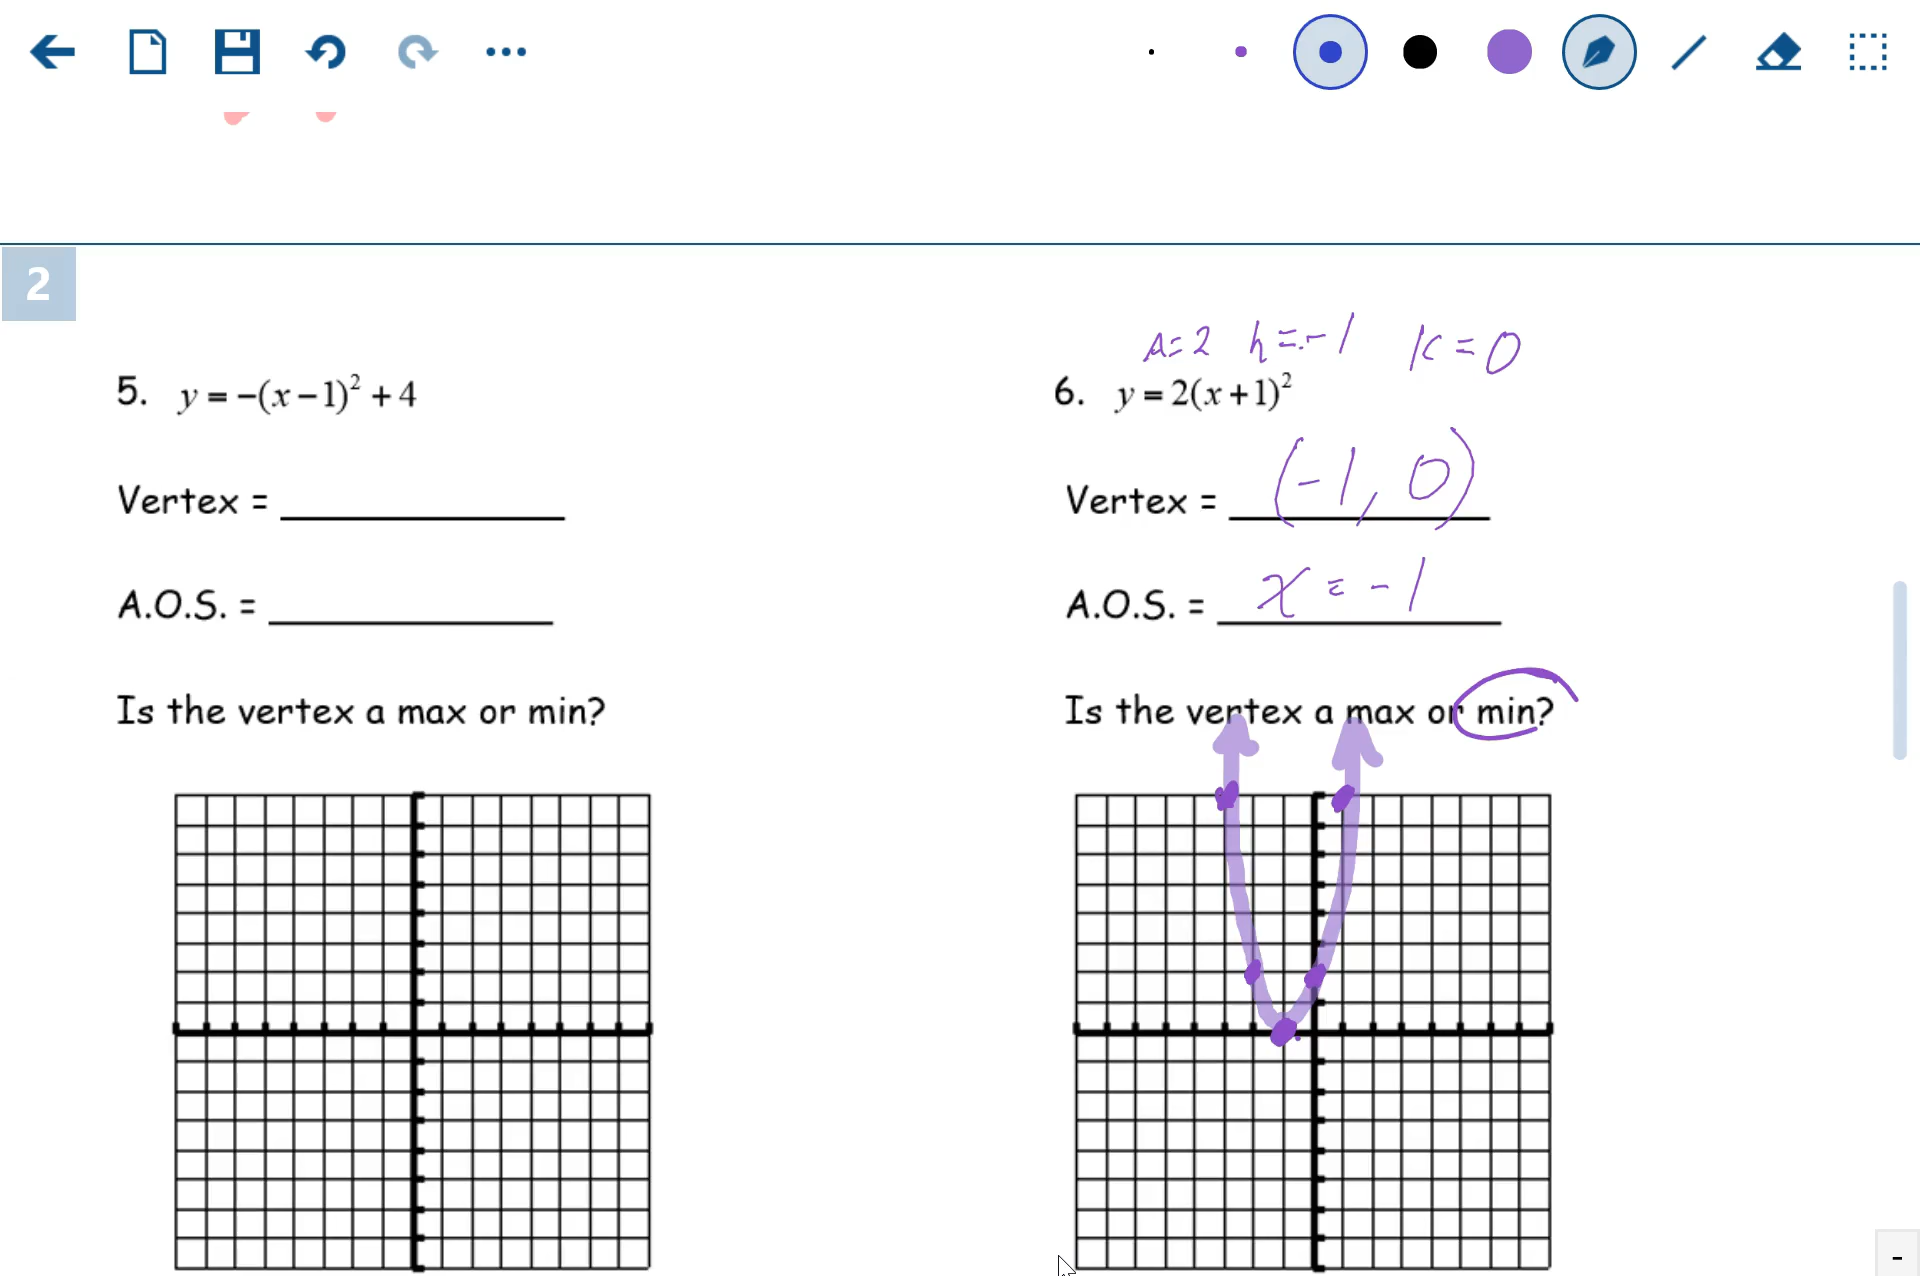 2
a=2 h=-1 k=0
5. y = -(x-1)² + 4
6. y = 2(x+1)²
Vertex = ____________
Vertex = (-1, 0)
A.O.S. = ____________
A.O.S. = x = -1
Is the vertex a max or min?
Is the vertex a max or min?
-